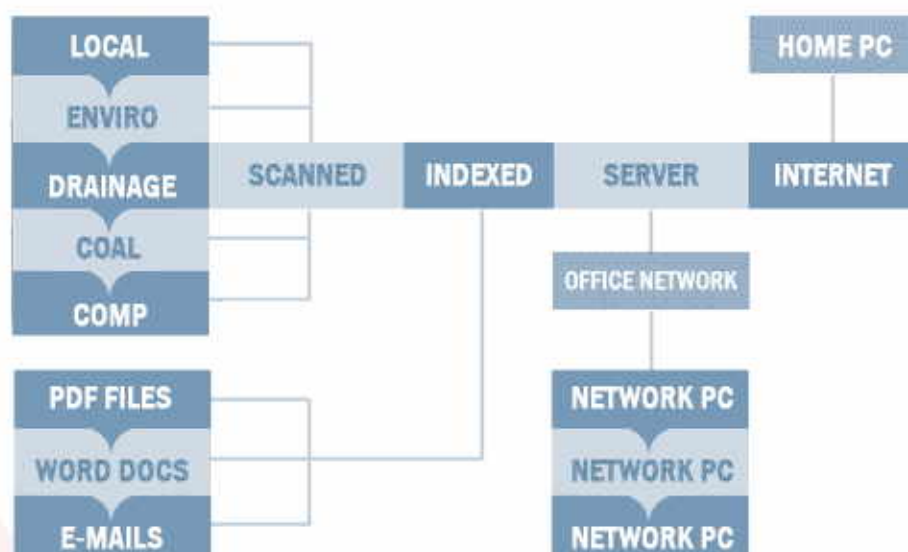 LOCAL
ENVIRO
DRAINAGE
COAL
COMP
SCANNED
INDEXED
SERVER
INTERNET
HOME PC
OFFICE NETWORK
PDF FILES
WORD DOCS
E-MAILS
NETWORK PC
NETWORK PC
NETWORK PC